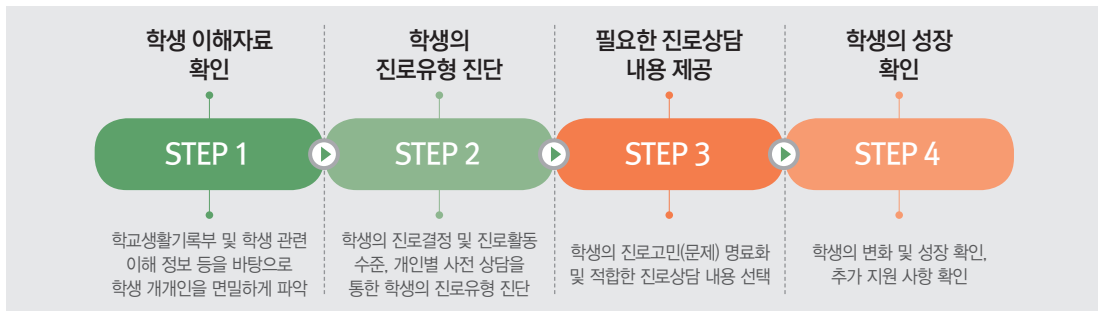 학생 이해자료
확인
학생의
진로유형 진단
필요한 진로상담
내용 제공
학생의 성장
확인
STEP 1
STEP 2
STEP 3
STEP 4
학교생활기록부 및 학생 관련
이해 정보 등을 바탕으로
학생 개개인을 면밀하게 파악
학생의 진로결정 및 진로활동
수준, 개인별 사전 상담을
통한 학생의 진로유형 진단
학생의 진로고민(문제) 명료화
및 적합한 진로상담 내용 선택
학생의 변화 및 성장 확인,
추가 지원 사항 확인